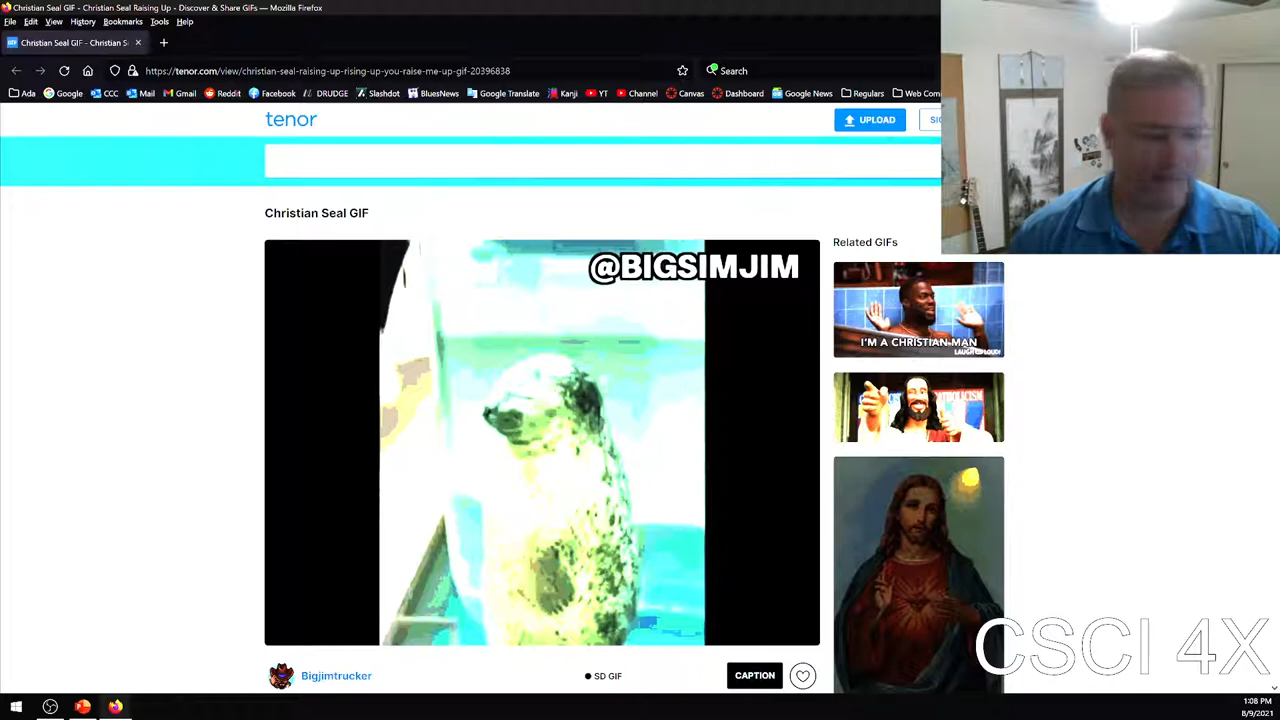 Christian Seal GIF - Christian Seal Raising Up - Discover & Share GIFs — Mozilla Firefox
File Edit View History Bookmarks Tools Help
Christian Seal GIF - Christian S
https://tenor.com/view/christian-seal-raising-up-rising-up-you-raise-me-up-gif-20396838
Search
Ada Google CCC Mail Gmail Reddit Facebook DRUDGE Slashdot BluesNews Google Translate Kanji YT Channel Canvas Dashboard Google News Regulars Web Com
tenor
UPLOAD
Christian Seal GIF
Related GIFs
@BIGSIMJIM
I'M A CHRISTIAN MAN
CSCI 4X
Bigjimtrucker
SD GIF
CAPTION
1:08 PM
8/9/2021